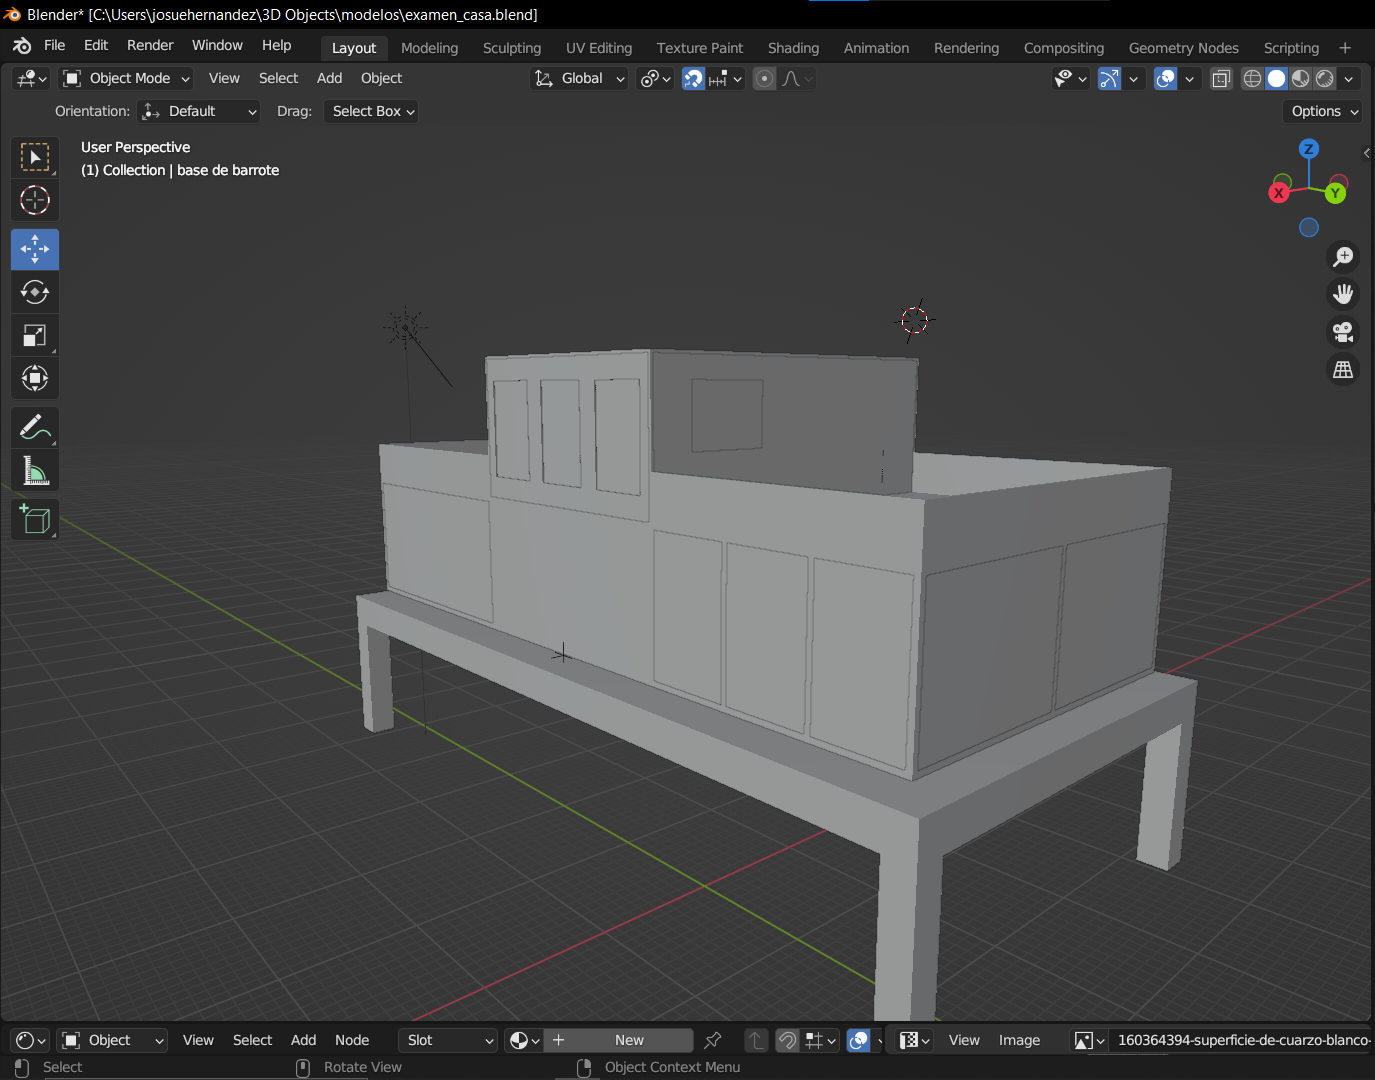 Blender* [C:\Users\josuehernandez\3D Objects\modelos\examen_casa.blend]
File Edit Render Window Help Layout Modeling Sculpting UV Editing Texture Paint Shading Animation Rendering Compositing Geometry Nodes Scripting +
Object Mode View Select Add Object Global
Orientation: Default Drag: Select Box Options
User Perspective
(1) Collection | base de barrote
Z
X Y
Object View Select Add Node Slot + New View Image 160364394-superficie-de-cuarzo-blanco-
Select Rotate View Object Context Menu